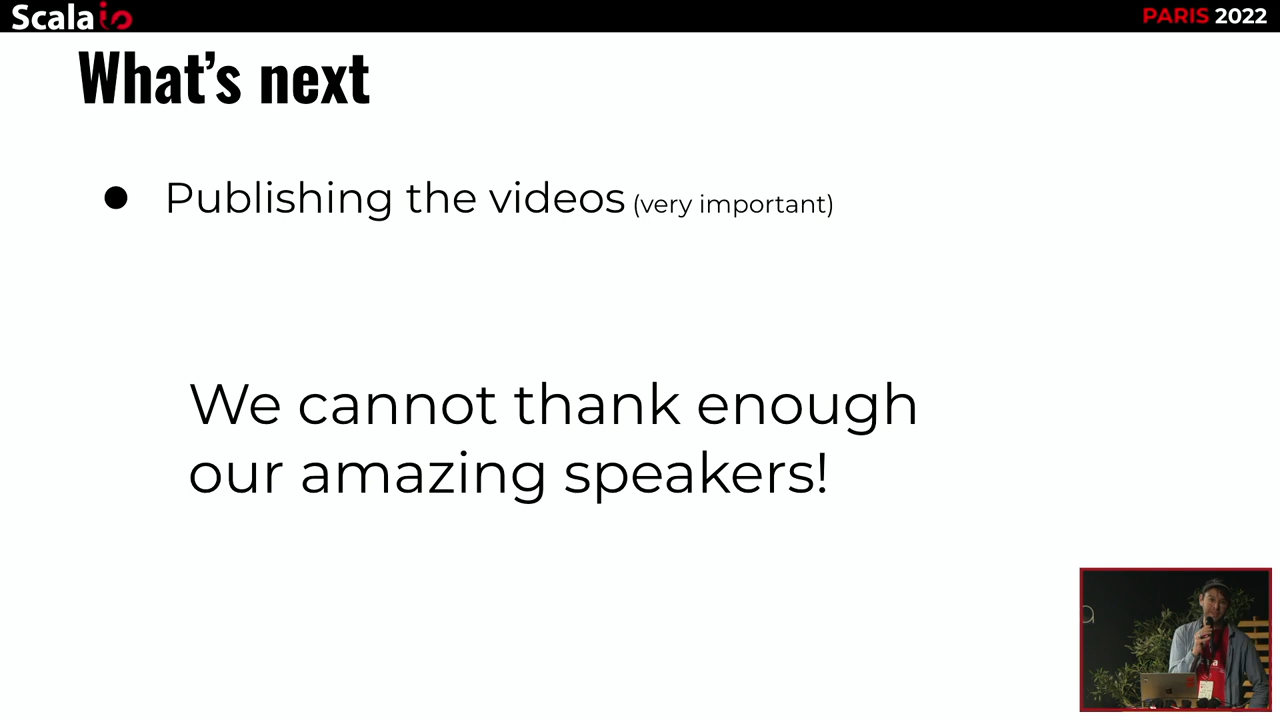 Scala io
PARIS 2022
What's next
● Publishing the videos (very important)
We cannot thank enough
our amazing speakers!
a